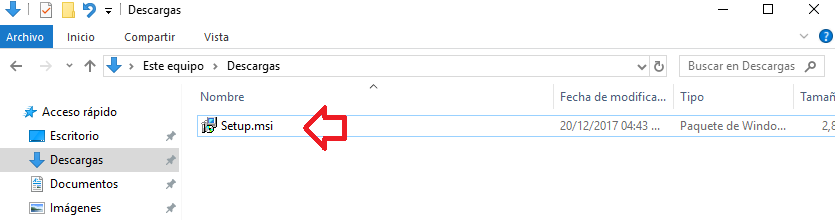 Descargas
Archivo Inicio Compartir Vista
Este equipo Descargas Buscar en Descargas
Nombre Fecha de modifica... Tipo Tamañ
Acceso rápido
Setup.msi 20/12/2017 04:43 ... Paquete de Windo... 2,8
Escritorio
Descargas
Documentos
Imágenes